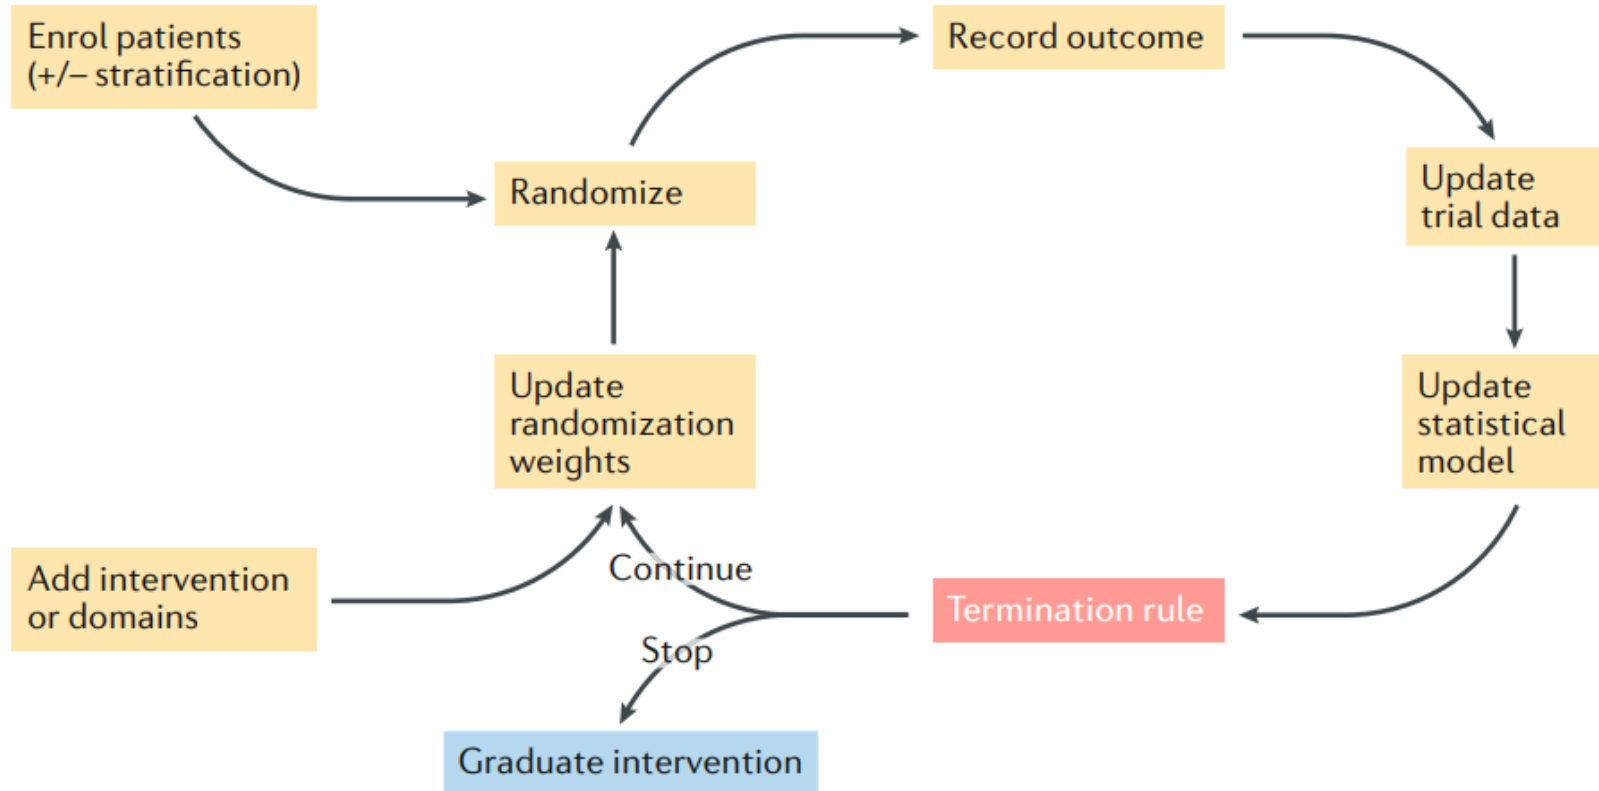 Enrol patients
(+/– stratification)
Record outcome
Randomize
Update
trial data
Update
randomization
weights
Update
statistical
model
Add intervention
or domains
Continue
Termination rule
Stop
Graduate intervention